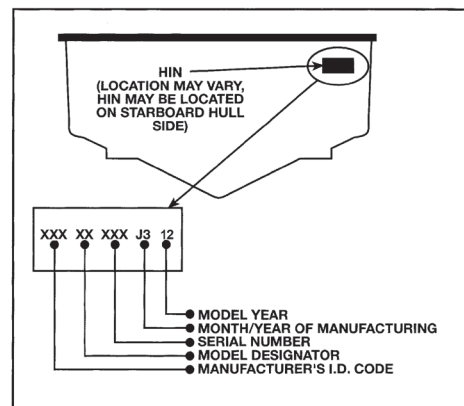 HIN
(LOCATION MAY VARY,
HIN MAY BE LOCATED
ON STARBOARD HULL
SIDE)
XXX XX XXX J3 12
MODEL YEAR
MONTH/YEAR OF MANUFACTURING
SERIAL NUMBER
MODEL DESIGNATOR
MANUFACTURER'S I.D. CODE